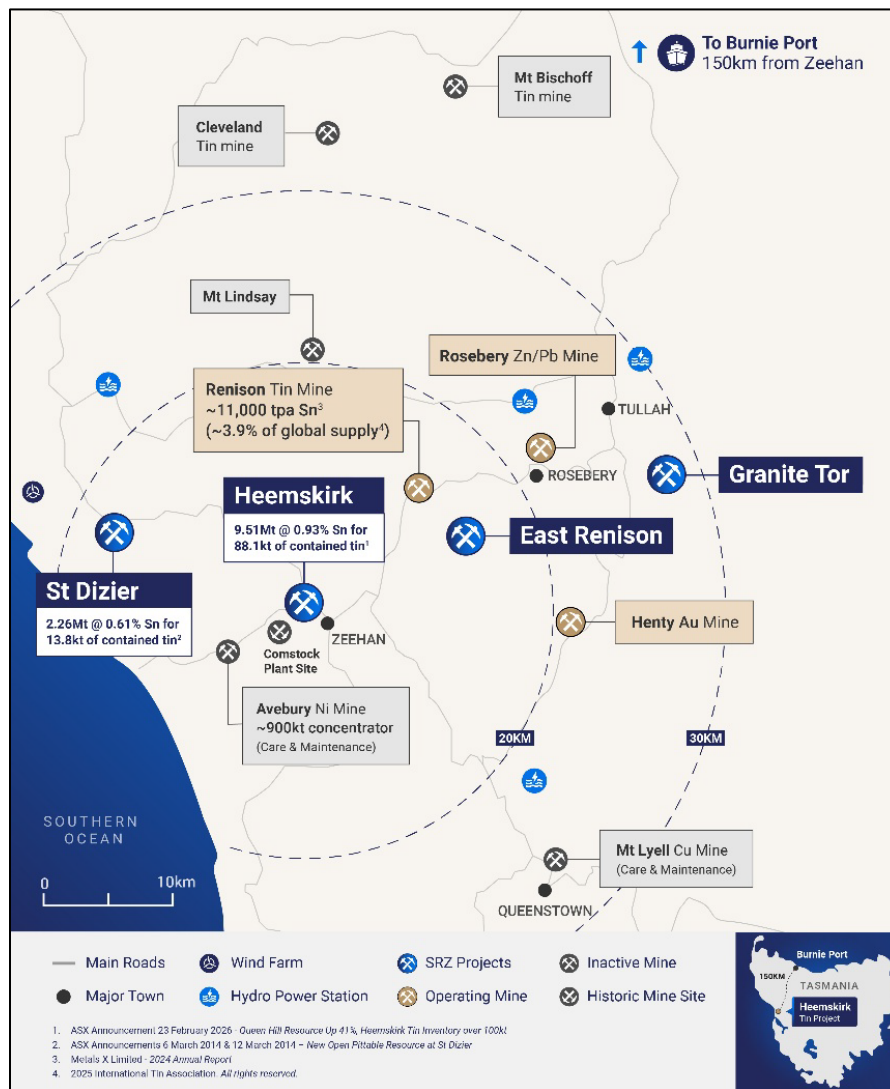 To Burnie Port
150km from Zeehan
Mt Bischoff
Tin mine
Cleveland
Tin mine
Mt Lindsay
Rosebery Zn/Pb Mine
Renison Tin Mine
~11,000 tpa Sn³
(~3.9% of global supply⁴)
TULLAH
ROSEBERY
Granite Tor
Heemskirk
9.51Mt @ 0.93% Sn for
88.1kt of contained tin¹
East Renison
St Dizier
2.26Mt @ 0.61% Sn for
13.8kt of contained tin²
ZEEHAN
Henty Au Mine
Comstock
Plant Site
Avebury Ni Mine
~900kt concentrator
(Care & Maintenance)
20KM
30KM
SOUTHERN
OCEAN
0 10km
Mt Lyell Cu Mine
(Care & Maintenance)
QUEENSTOWN
Main Roads
Wind Farm
SRZ Projects
Inactive Mine
Major Town
Hydro Power Station
Operating Mine
Historic Mine Site
1. ASX Announcement 23 February 2026 - Queen Hill Resource Up 41%, Heemskirk Tin Inventory over 100kt
2. ASX Announcements 6 March 2014 & 12 March 2014 – New Open Pittable Resource at St Dizier
3. Metals X Limited - 2024 Annual Report
4. 2025 International Tin Association. All rights reserved.
Burnie Port
150KM
TASMANIA
Heemskirk
Tin Project